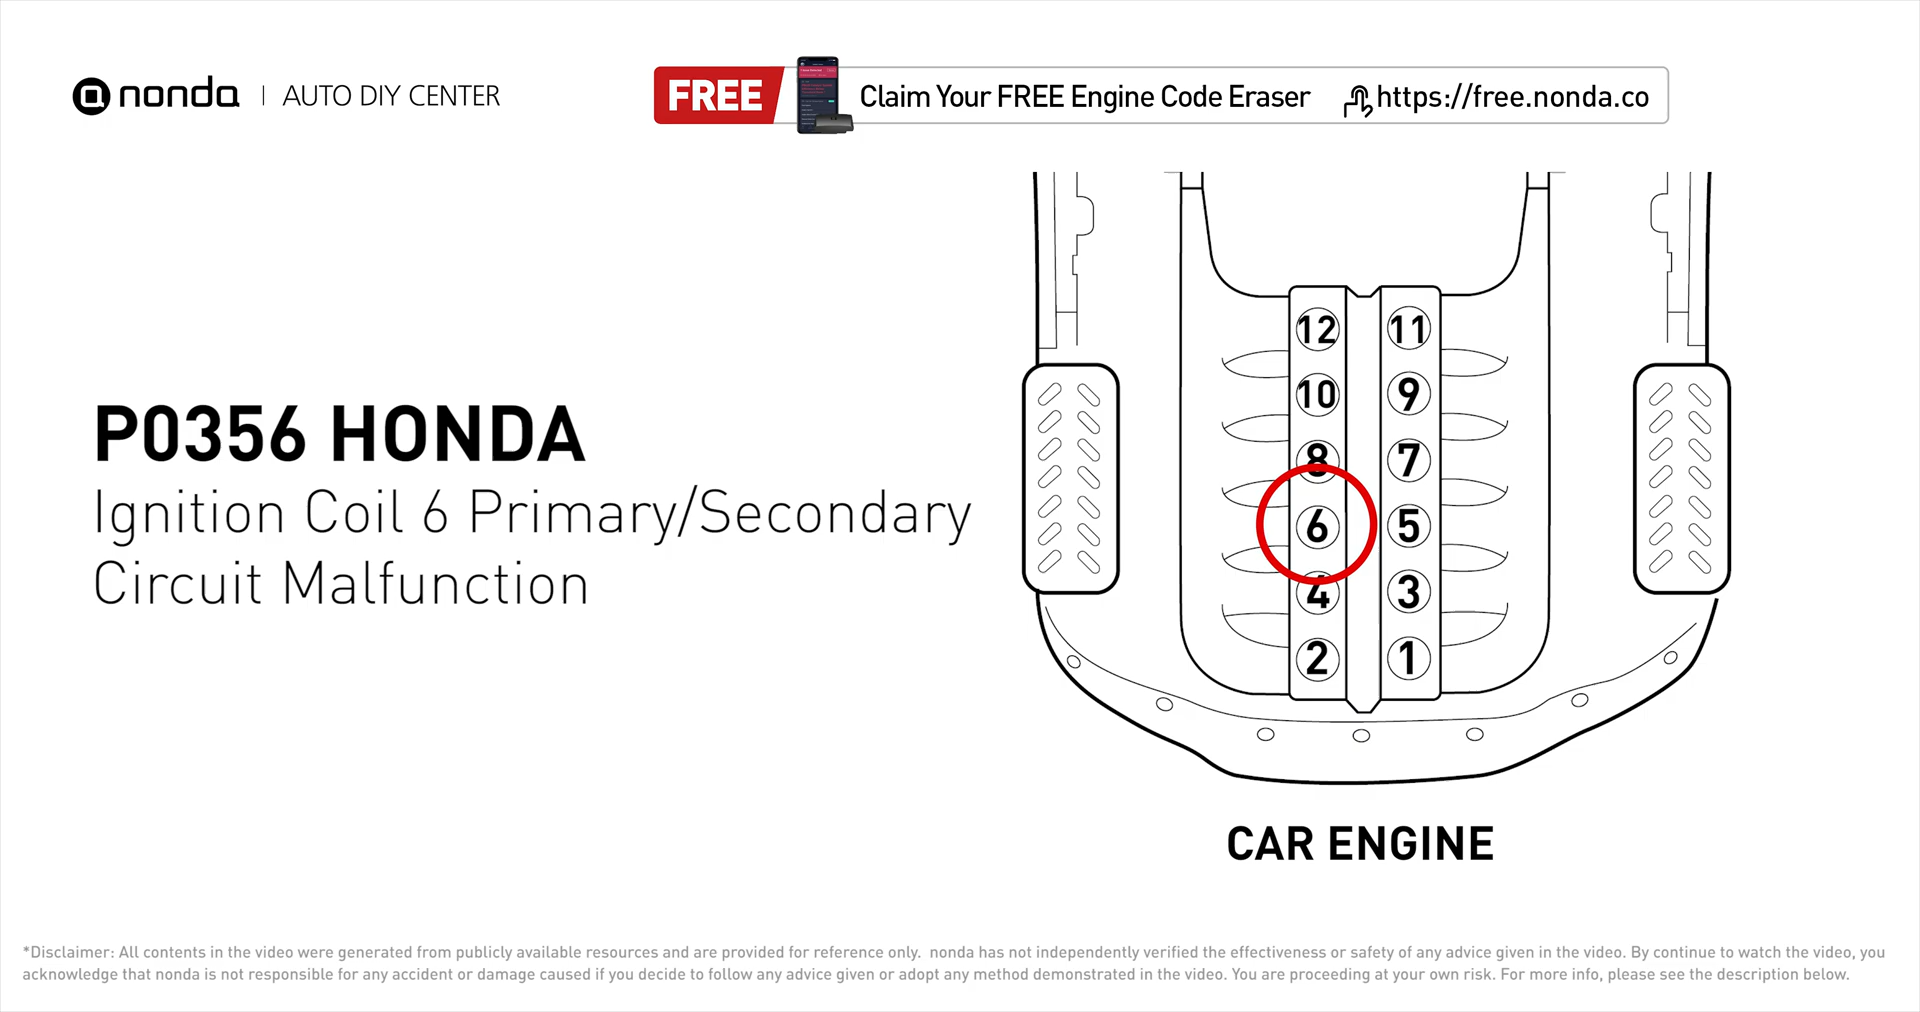 nonda | AUTO DIY CENTER
FREE Claim Your FREE Engine Code Eraser https://free.nonda.co
P0356 HONDA
Ignition Coil 6 Primary/Secondary
Circuit Malfunction
12 11
10 9
8 7
6 5
4 3
2 1
CAR ENGINE
*Disclaimer: All contents in the video were generated from publicly available resources and are provided for reference only. nonda has not independently verified the effectiveness or safety of any advice given in the video. By continue to watch the video, you
acknowledge that nonda is not responsible for any accident or damage caused if you decide to follow any advice given or adopt any method demonstrated in the video. You are proceeding at your own risk. For more info, please see the description below.